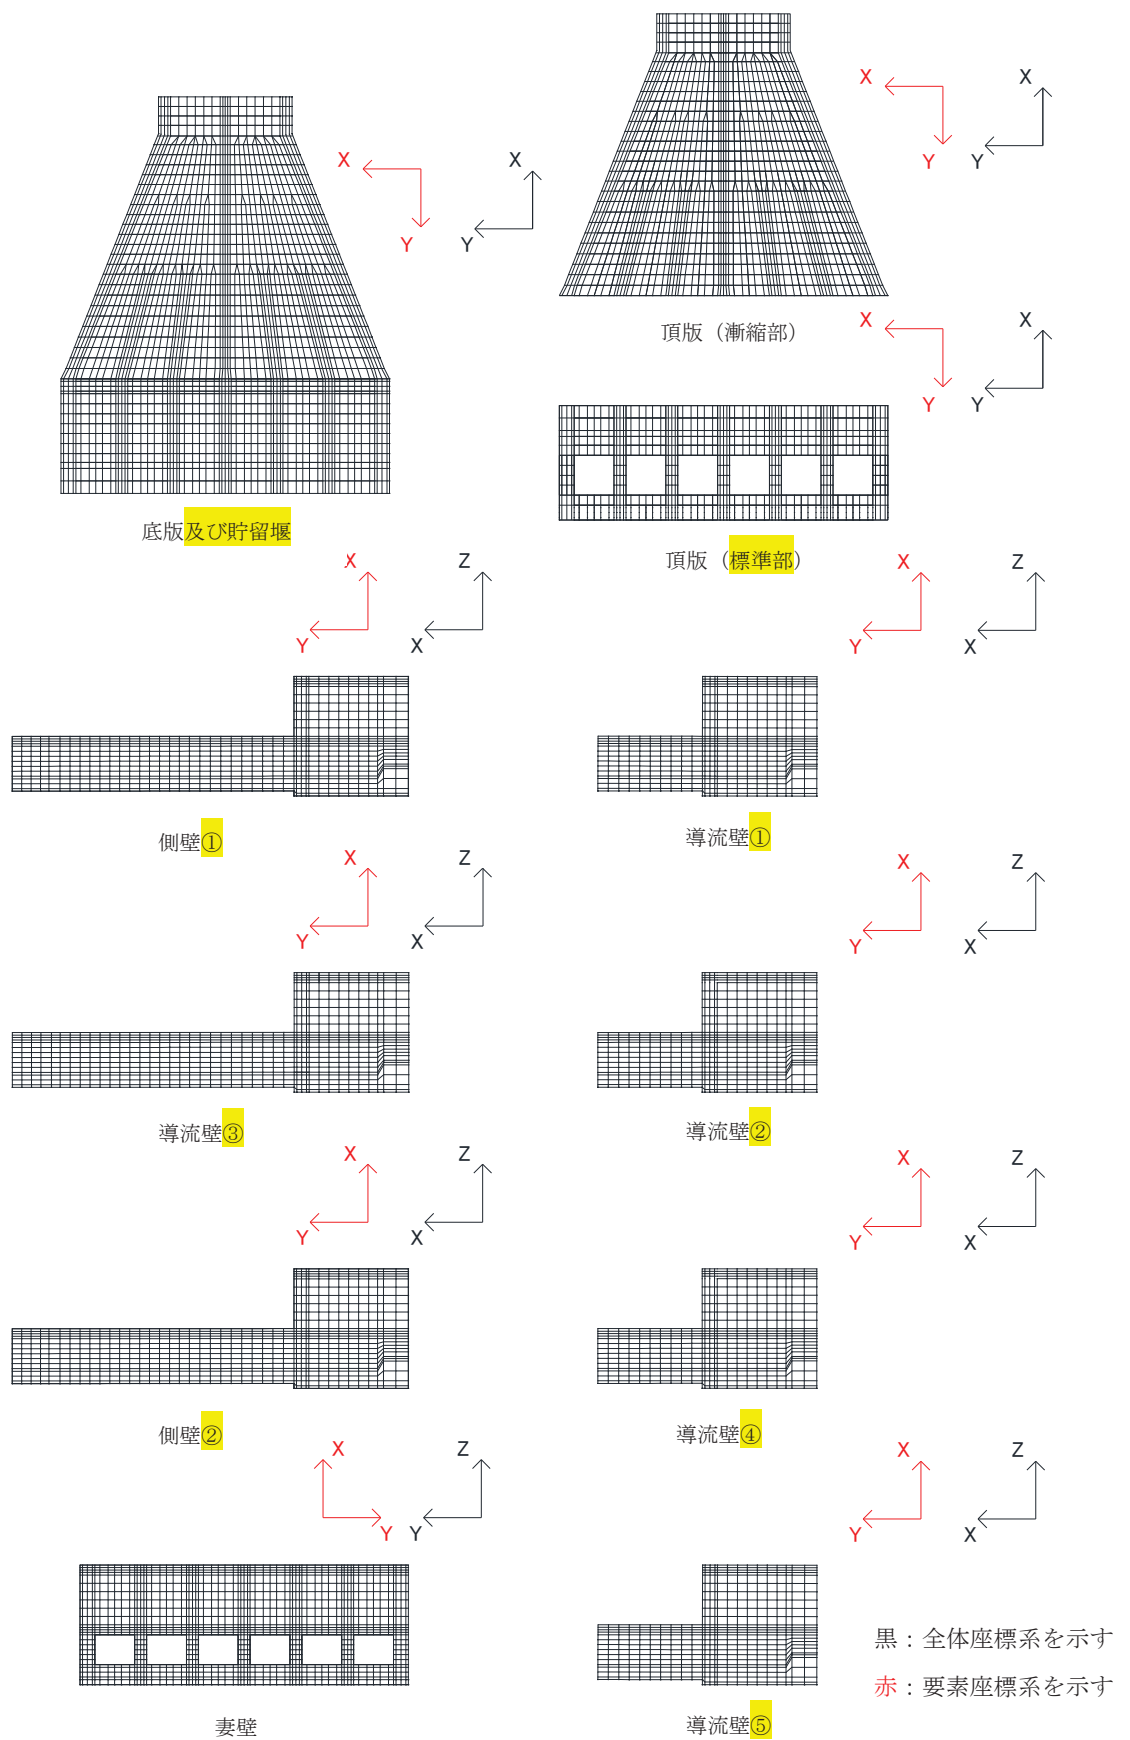 X
Y
X
Y
底版及び貯留堰
X
Y
X
Y
頂版（漸縮部）
X
Y
X
Y
頂版（標準部）
X
Y
Z
X
側壁①
X
Y
Z
X
導流壁①
X
Y
Z
X
導流壁③
X
Y
Z
X
導流壁②
X
Y
Z
X
側壁②
X
Y
Z
X
導流壁④
X
Y
Z
Y
妻壁
X
Y
Z
X
導流壁⑤
黒：全体座標系を示す
赤：要素座標系を示す